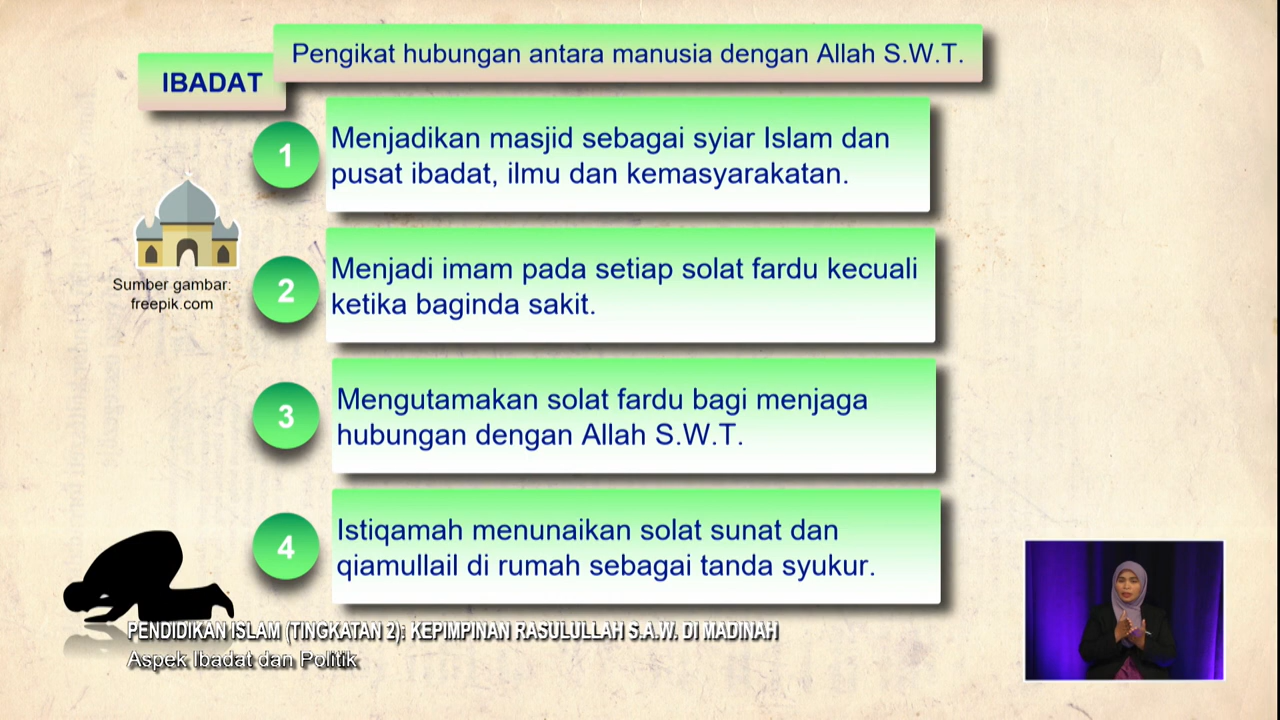 Pengikat hubungan antara manusia dengan Allah S.W.T.
IBADAT
1
Menjadikan masjid sebagai syiar Islam dan
pusat ibadat, ilmu dan kemasyarakatan.
Sumber gambar:
freepik.com
2
Menjadi imam pada setiap solat fardu kecuali
ketika baginda sakit.
3
Mengutamakan solat fardu bagi menjaga
hubungan dengan Allah S.W.T.
4
Istiqamah menunaikan solat sunat dan
qiamullail di rumah sebagai tanda syukur.
PENDIDIKAN ISLAM (TINGKATAN 2): KEPIMPINAN RASULULLAH S.A.W. DI MADINAH
Aspek Ibadat dan Politik